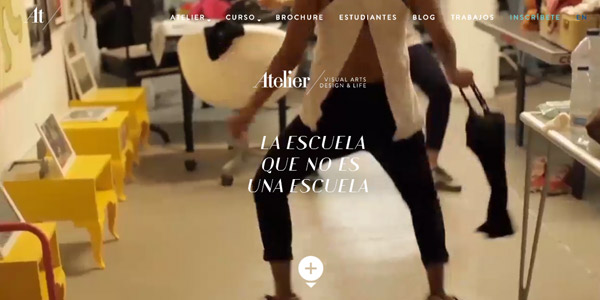 At
ATELIER CURSO BROCHURE ESTUDIANTES BLOG TRABAJOS INSCRÍBETE EN
Atelier
VISUAL ARTS
DESIGN & LIFE
LA ESCUELA
QUE NO ES
UNA ESCUELA